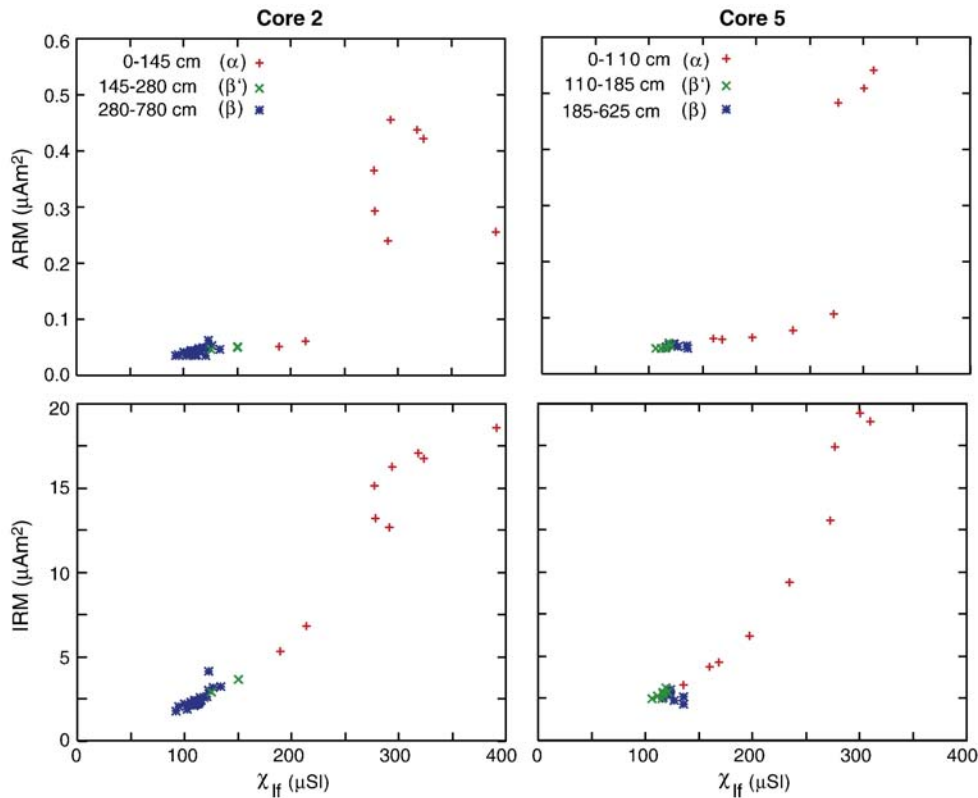 Core 2
Core 5
0.6
0.5
0.4
0.3
0.2
0.1
0.0
ARM (μAm²)
0-145 cm (α) +
145-280 cm (β') ×
280-780 cm (β) ✳
0-110 cm (α) +
110-185 cm (β') ×
185-625 cm (β) ✳
20
15
10
5
0
IRM (μAm²)
0 100 200 300 400
0 100 200 300 400
χlf (μSI)
χlf (μSI)